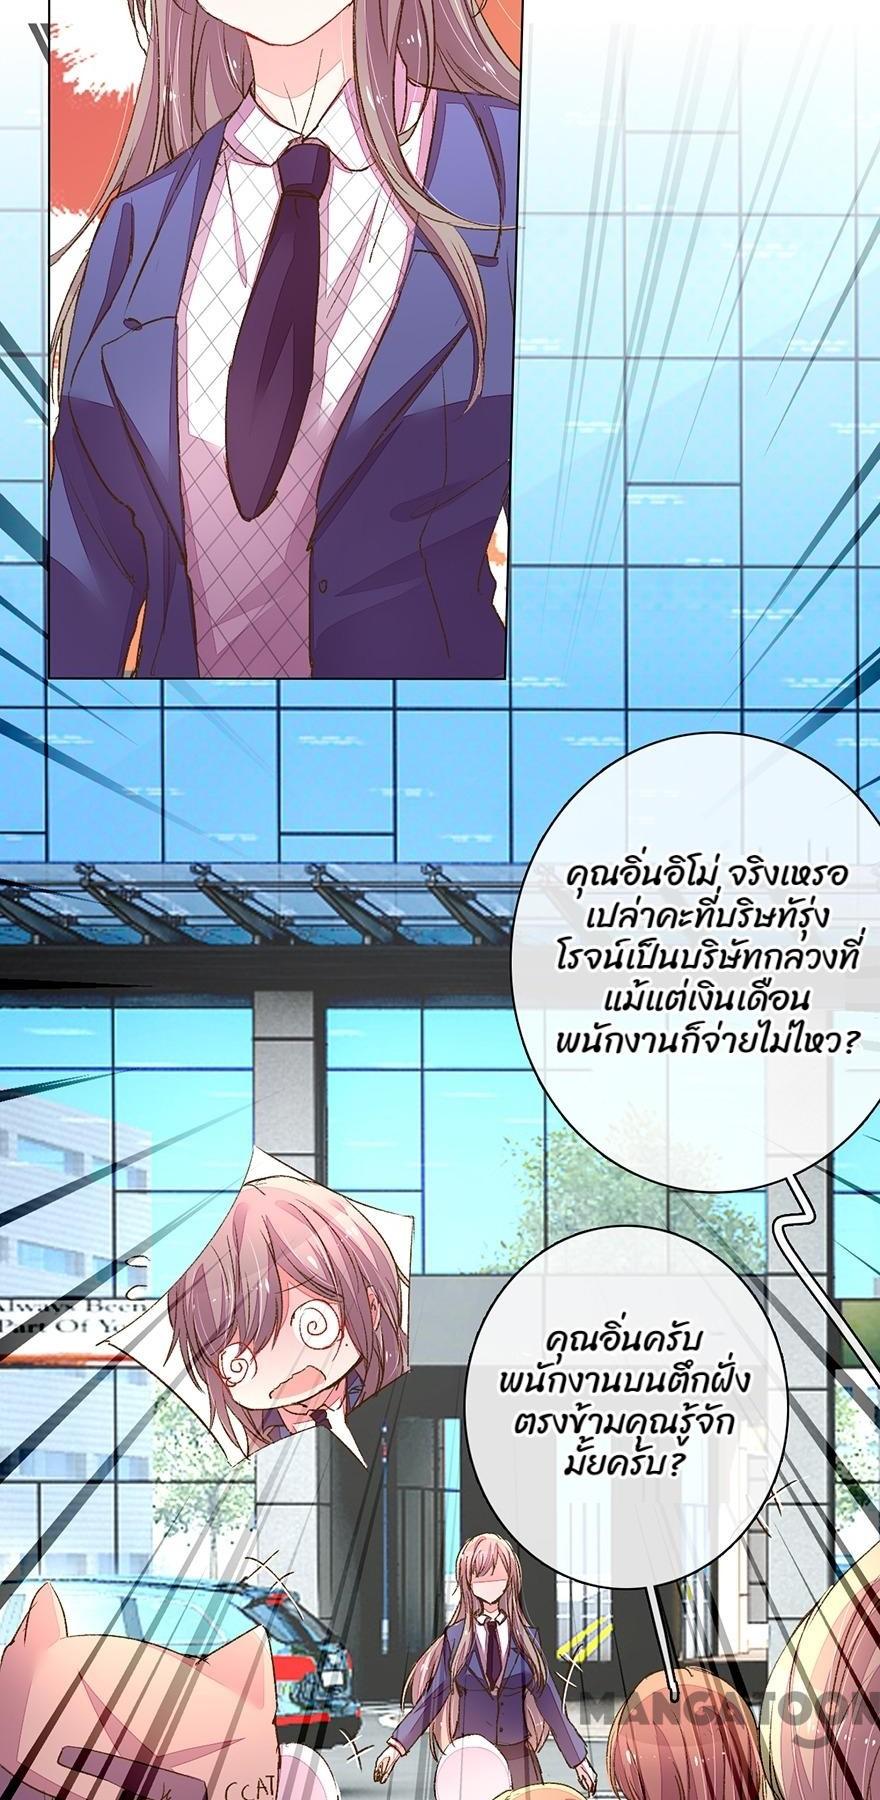 คุณอิ่นอิโม่ จริงเหรอ
เปล่าคะที่บริษทัรุ่ง
โรจน์เป็นบริษัทกลวงที่
แม้แต่เงินเดือน
พนักงานก็จ่ายไม่ไหว?
คุณอิ่นครับ
พนักงานบนตึกฝั่ง
ตรงข้ามคุณรู้จัก
มั้ยครับ?
Always Been
Part Of
CCAT
MANGATOON